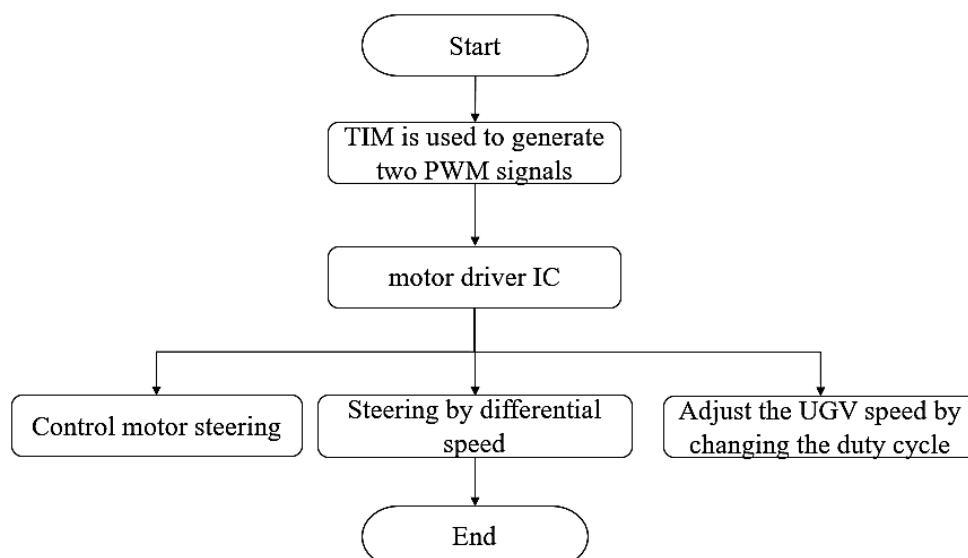 Start
TIM is used to generate
two PWM signals
motor driver IC
Control motor steering
Steering by differential
speed
Adjust the UGV speed by
changing the duty cycle
End